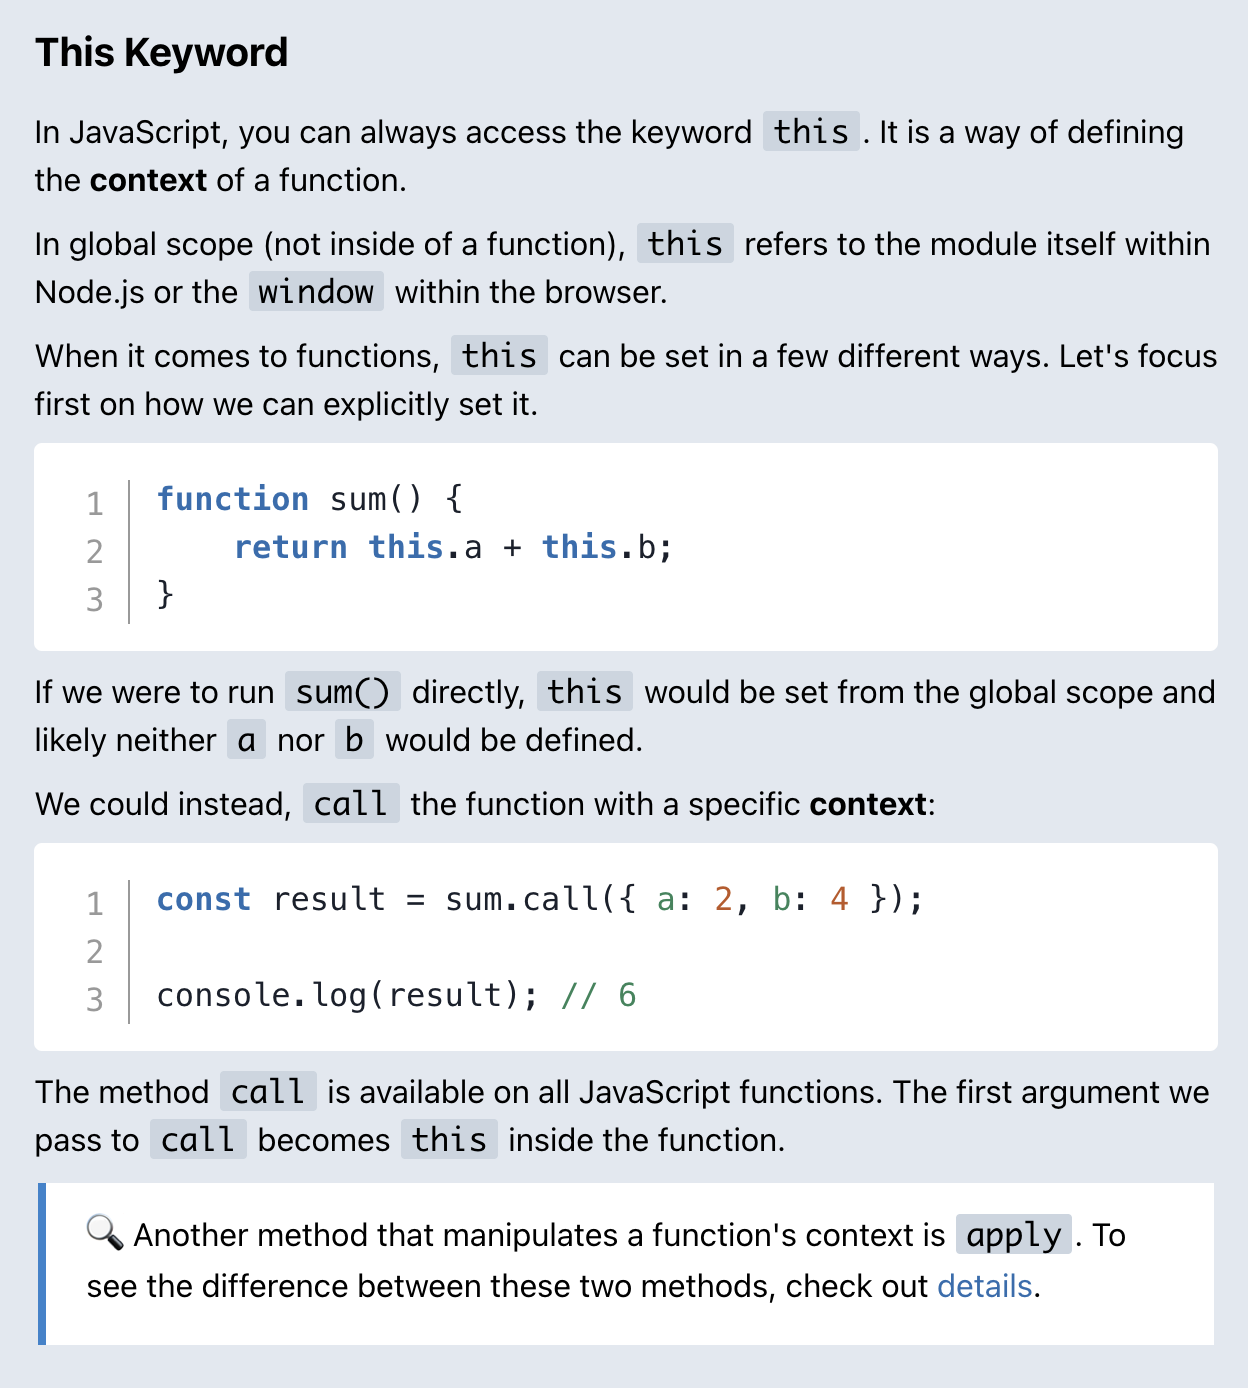 This Keyword
In JavaScript, you can always access the keyword this. It is a way of defining
the context of a function.
In global scope (not inside of a function), this refers to the module itself within
Node.js or the window within the browser.
When it comes to functions, this can be set in a few different ways. Let's focus
first on how we can explicitly set it.
1 function sum() {
2     return this.a + this.b;
3 }
If we were to run sum() directly, this would be set from the global scope and
likely neither a nor b would be defined.
We could instead, call the function with a specific context:
1 const result = sum.call({ a: 2, b: 4 });
2
3 console.log(result); // 6
The method call is available on all JavaScript functions. The first argument we
pass to call becomes this inside the function.
🔍 Another method that manipulates a function's context is apply. To
see the difference between these two methods, check out details.